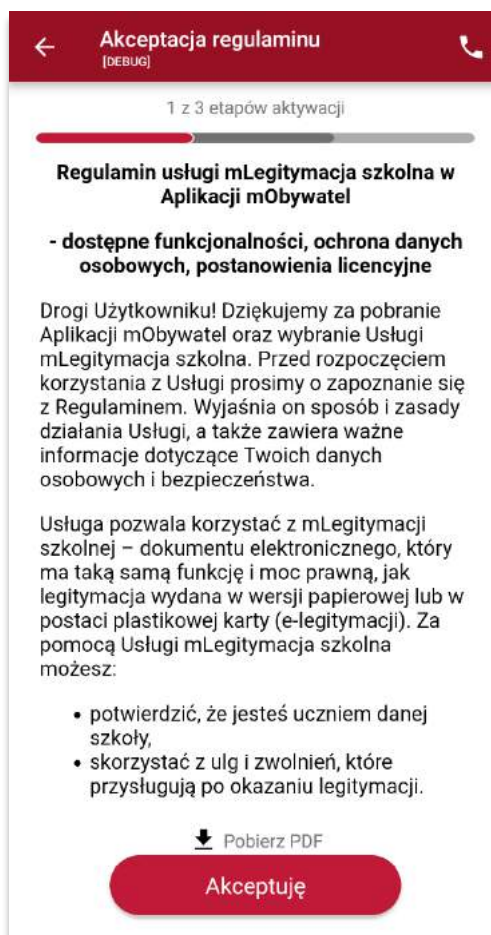 Akceptacja regulaminu
[DEBUG]
1 z 3 etapów aktywacji
Regulamin usługi mLegitymacja szkolna w
Aplikacji mObywatel
- dostępne funkcjonalności, ochrona danych
osobowych, postanowienia licencyjne
Drogi Użytkowniku! Dziękujemy za pobranie
Aplikacji mObywatel oraz wybranie Usługi
mLegitymacja szkolna. Przed rozpoczęciem
korzystania z Usługi prosimy o zapoznanie się
z Regulaminem. Wyjaśnia on sposób i zasady
działania Usługi, a także zawiera ważne
informacje dotyczące Twoich danych
osobowych i bezpieczeństwa.
Usługa pozwala korzystać z mLegitymacji
szkolnej – dokumentu elektronicznego, który
ma taką samą funkcję i moc prawną, jak
legitymacja wydana w wersji papierowej lub w
postaci plastikowej karty (e-legitymacji). Za
pomocą Usługi mLegitymacja szkolna
możesz:
• potwierdzić, że jesteś uczniem danej
szkoły,
• skorzystać z ulg i zwolnień, które
przysługują po okazaniu legitymacji.
Pobierz PDF
Akceptuję